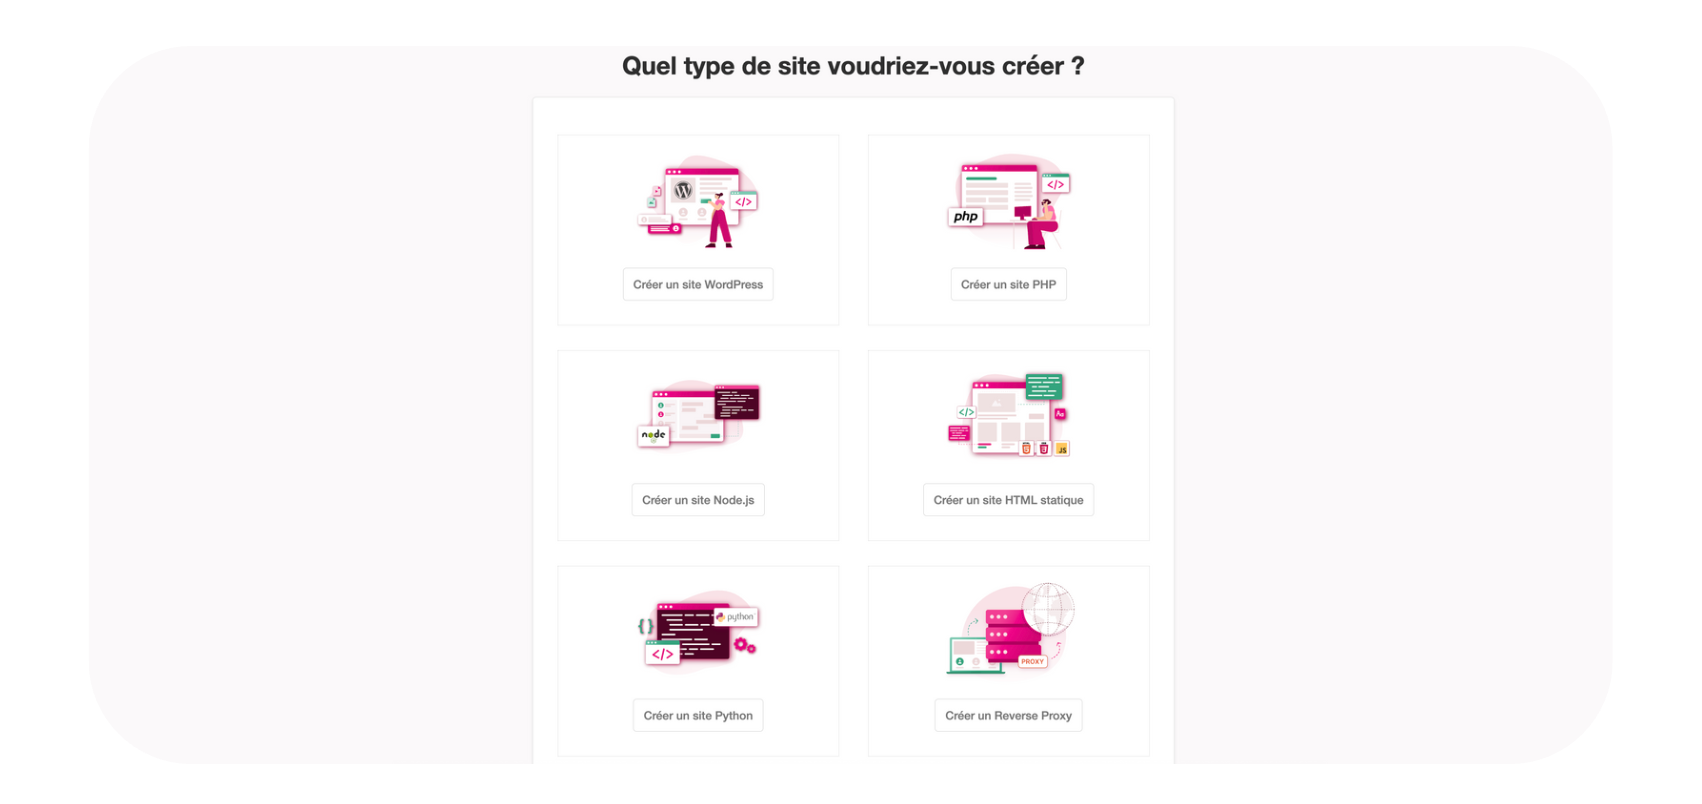 Quel type de site voudriez-vous créer ?
W
</>
Créer un site WordPress
</>
php
Créer un site PHP
node
Créer un site Node.js
</>
JS
Créer un site HTML statique
{ }
python
</>
Créer un site Python
PROXY
Créer un Reverse Proxy